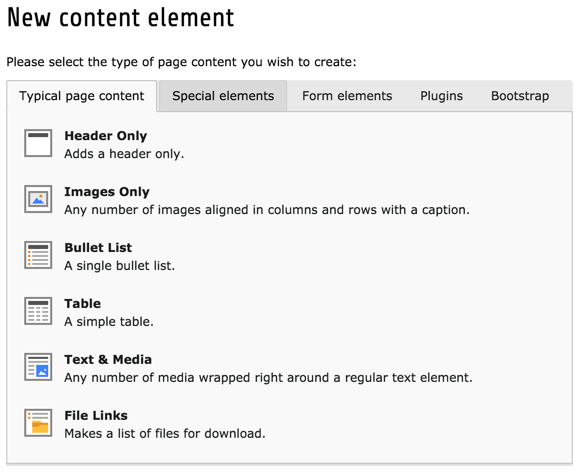 New content element
Please select the type of page content you wish to create:
Typical page content Special elements Form elements Plugins Bootstrap
Header Only
Adds a header only.
Images Only
Any number of images aligned in columns and rows with a caption.
Bullet List
A single bullet list.
Table
A simple table.
Text & Media
Any number of media wrapped right around a regular text element.
File Links
Makes a list of files for download.